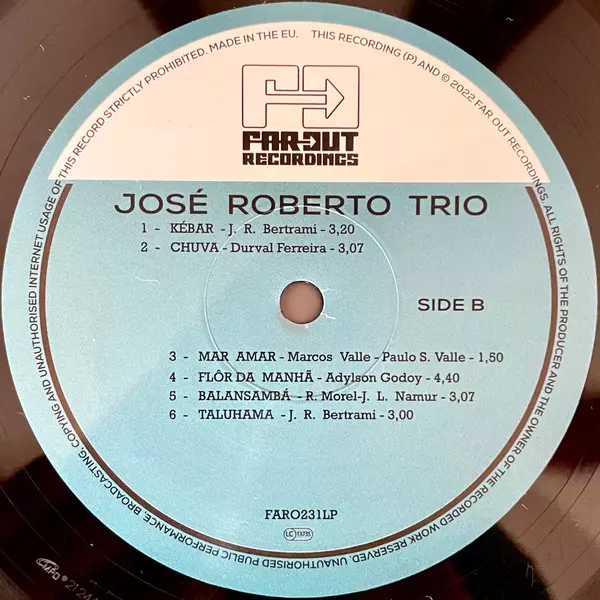 FAR OUT
RECORDINGS
JOSÉ ROBERTO TRIO
1 - KÉBAR - J. R. Bertrami - 3,20
2 - CHUVA - Durval Ferreira - 3,07
SIDE B
3 - MAR AMAR - Marcos Valle - Paulo S. Valle - 1,50
4 - FLÔR DA MANHÃ - Adylson Godoy - 4,40
5 - BALANSAMBÁ - R. Morel-J. L. Namur - 3,07
6 - TALUHAMA - J. R. Bertrami - 3,00
FARO231LP
LC 13735
THIS RECORDING (P) AND © 2022 FAR OUT RECORDINGS. ALL RIGHTS OF THE PRODUCER AND THE OWNER OF THE RECORDED WORK RESERVED. UNAUTHORISED PUBLIC PERFORMANCE, BROADCASTING, COPYING AND UNAUTHORISED INTERNET USAGE OF THIS RECORD STRICTLY PROHIBITED. MADE IN THE EU.